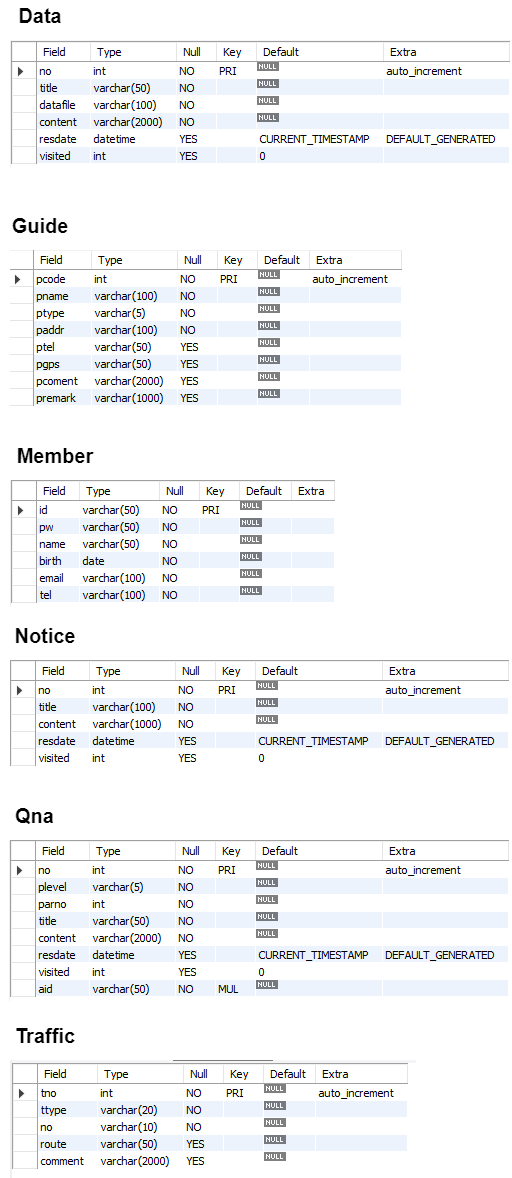 Data
Field Type Null Key Default Extra
no int NO PRI NULL auto_increment
title varchar(50) NO NULL
datafile varchar(100) NO NULL
content varchar(2000) NO NULL
resdate datetime YES CURRENT_TIMESTAMP DEFAULT_GENERATED
visited int YES 0
Guide
Field Type Null Key Default Extra
pcode int NO PRI NULL auto_increment
pname varchar(100) NO NULL
ptype varchar(5) NO NULL
paddr varchar(100) NO NULL
ptel varchar(50) YES NULL
pgps varchar(50) YES NULL
pcoment varchar(2000) YES NULL
premark varchar(1000) YES NULL
Member
Field Type Null Key Default Extra
id varchar(50) NO PRI NULL
pw varchar(50) NO NULL
name varchar(50) NO NULL
birth date NO NULL
email varchar(100) NO NULL
tel varchar(100) NO NULL
Notice
Field Type Null Key Default Extra
no int NO PRI NULL auto_increment
title varchar(100) NO NULL
content varchar(1000) NO NULL
resdate datetime YES CURRENT_TIMESTAMP DEFAULT_GENERATED
visited int YES 0
Qna
Field Type Null Key Default Extra
no int NO PRI NULL auto_increment
plevel varchar(5) NO NULL
parno int NO NULL
title varchar(50) NO NULL
content varchar(2000) NO NULL
resdate datetime YES CURRENT_TIMESTAMP DEFAULT_GENERATED
visited int YES 0
aid varchar(50) NO MUL NULL
Traffic
Field Type Null Key Default Extra
tno int NO PRI NULL auto_increment
ttype varchar(20) NO NULL
no varchar(10) NO NULL
route varchar(50) YES NULL
comment varchar(2000) YES NULL